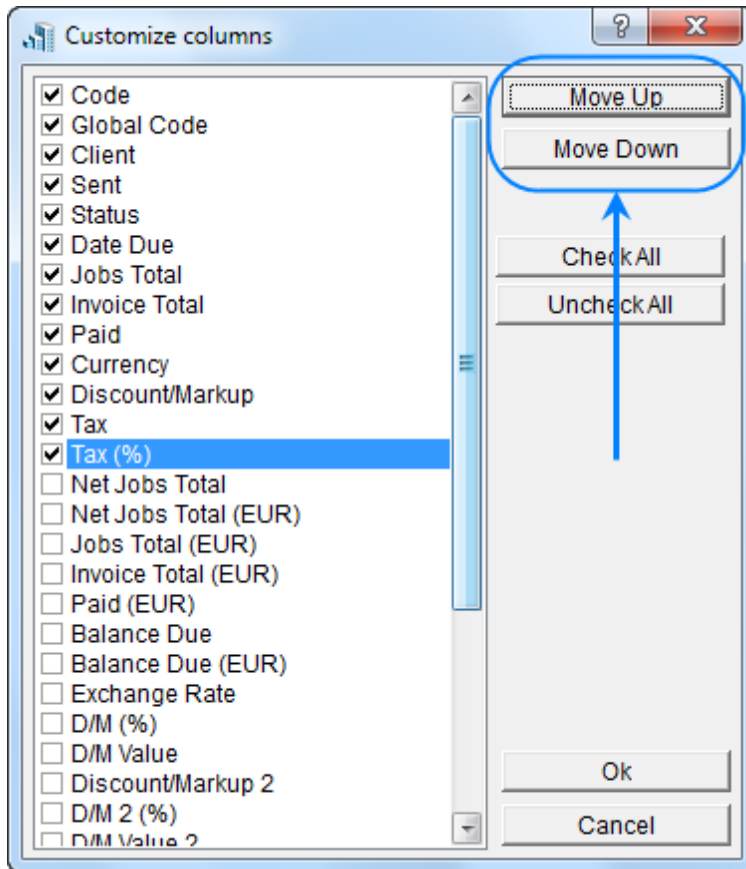 Customize columns
Code
Global Code
Client
Sent
Status
Date Due
Jobs Total
Invoice Total
Paid
Currency
Discount/Markup
Tax
Tax (%)
Net Jobs Total
Net Jobs Total (EUR)
Jobs Total (EUR)
Invoice Total (EUR)
Paid (EUR)
Balance Due
Balance Due (EUR)
Exchange Rate
D/M (%)
D/M Value
Discount/Markup 2
D/M 2 (%)
D/M Value 2
Move Up
Move Down
Check All
Uncheck All
Ok
Cancel